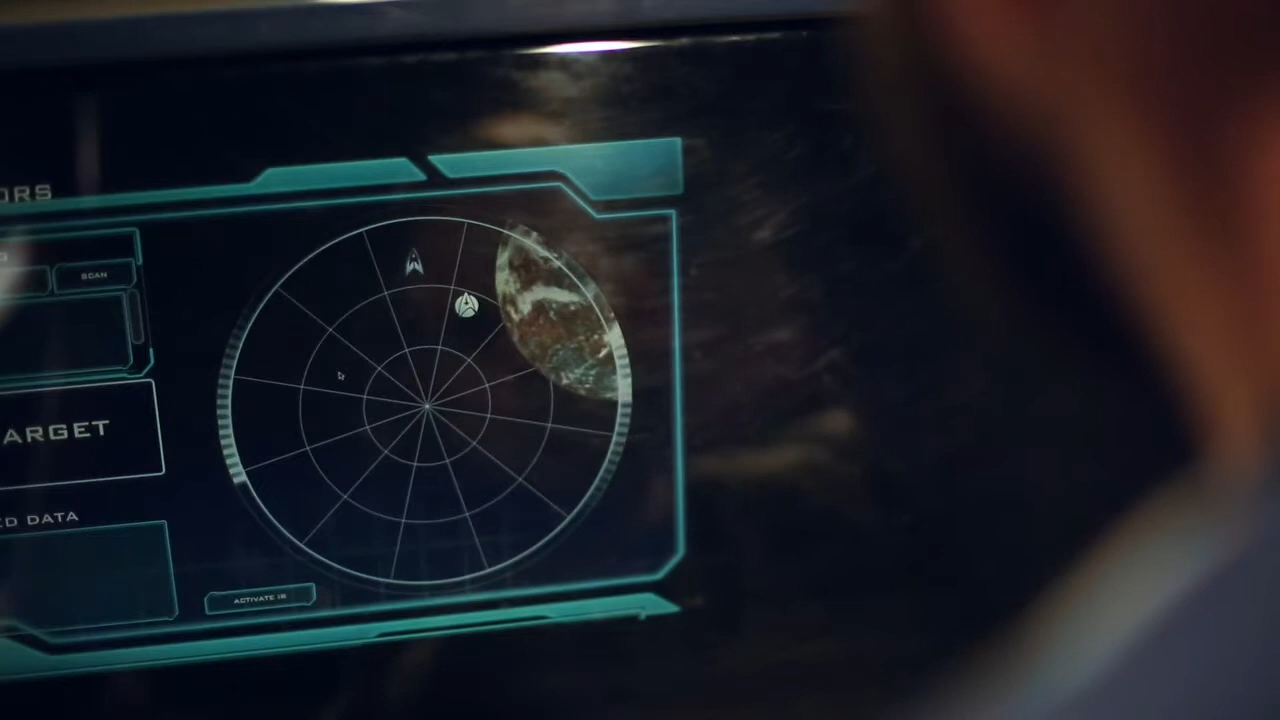 ORS
SCAN
ARGET
ED DATA
ACTIVATE IR